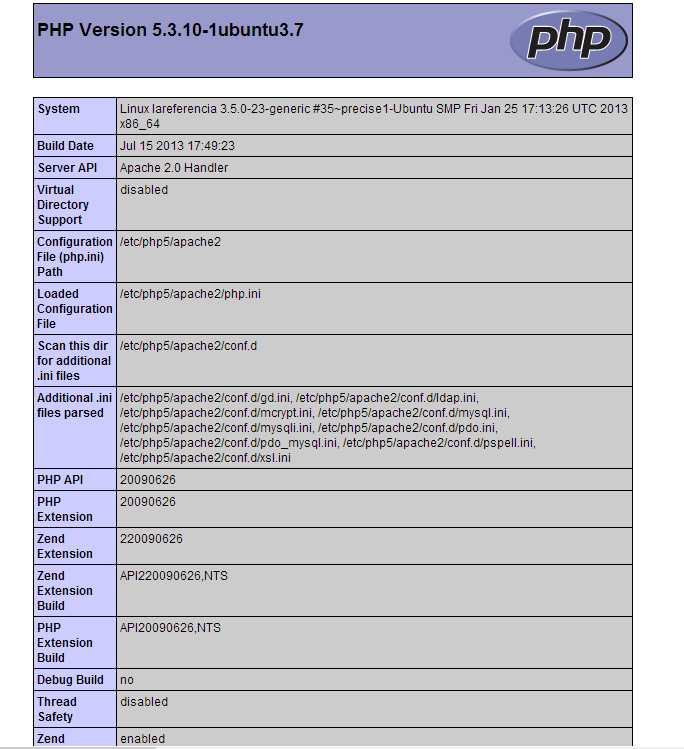 PHP Version 5.3.10-1ubuntu3.7
php
System
Linux lareferencia 3.5.0-23-generic #35~precise1-Ubuntu SMP Fri Jan 25 17:13:26 UTC 2013
x86_64
Build Date
Jul 15 2013 17:49:23
Server API
Apache 2.0 Handler
Virtual
Directory
Support
disabled
Configuration
File (php.ini)
Path
/etc/php5/apache2
Loaded
Configuration
File
/etc/php5/apache2/php.ini
Scan this dir
for additional
.ini files
/etc/php5/apache2/conf.d
Additional .ini
files parsed
/etc/php5/apache2/conf.d/gd.ini, /etc/php5/apache2/conf.d/ldap.ini,
/etc/php5/apache2/conf.d/mcrypt.ini, /etc/php5/apache2/conf.d/mysql.ini,
/etc/php5/apache2/conf.d/mysqli.ini, /etc/php5/apache2/conf.d/pdo.ini,
/etc/php5/apache2/conf.d/pdo_mysql.ini, /etc/php5/apache2/conf.d/pspell.ini,
/etc/php5/apache2/conf.d/xsl.ini
PHP API
20090626
PHP
Extension
20090626
Zend
Extension
220090626
Zend
Extension
Build
API220090626,NTS
PHP
Extension
Build
API20090626,NTS
Debug Build
no
Thread
Safety
disabled
Zend
enabled